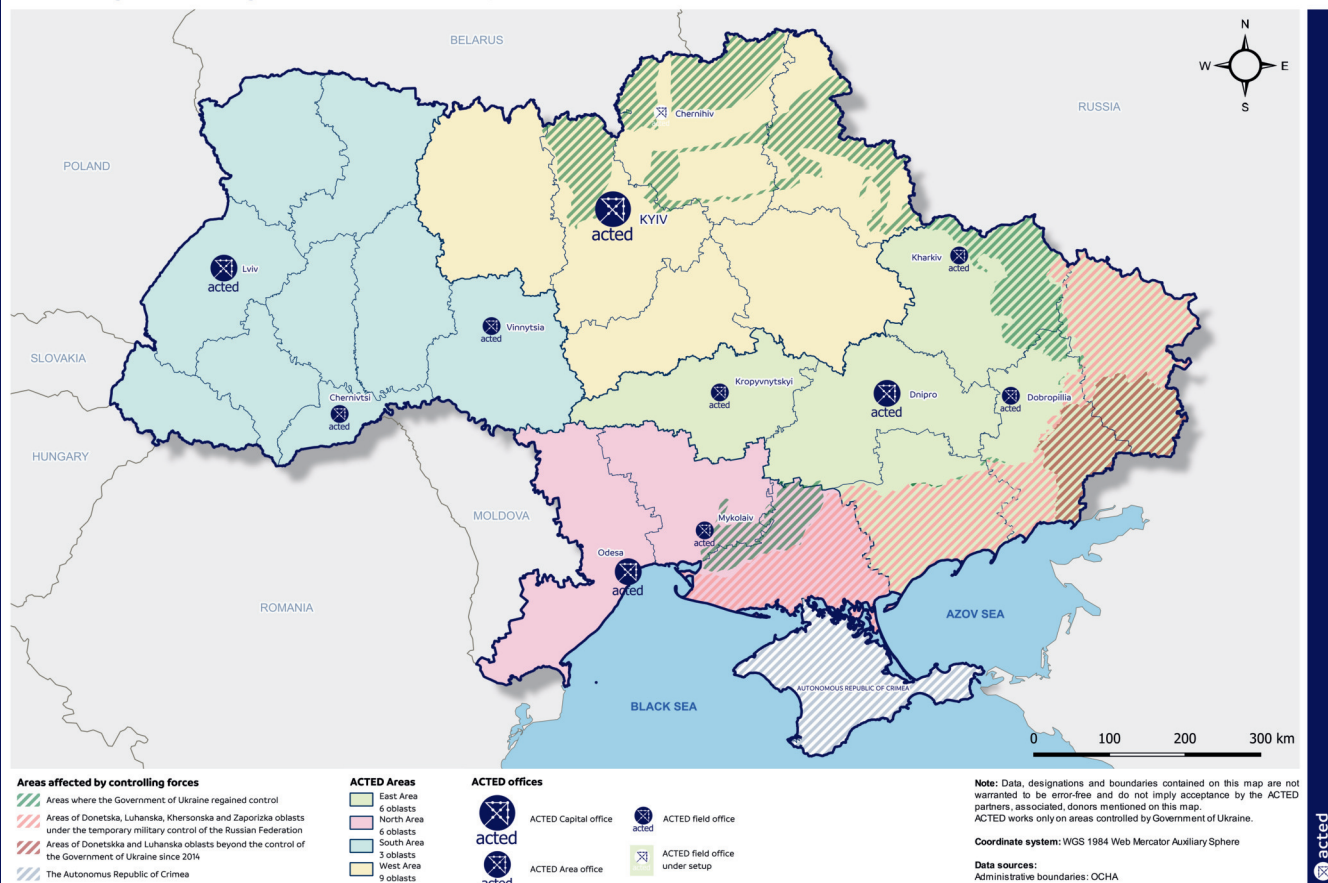 BELARUS
N
W
E
S
RUSSIA
Chernihiv
POLAND
KYIV
acted
Kharkiv
acted
Lviv
acted
Vinnytsia
acted
SLOVAKIA
Kropyvnytskyi
acted
Dnipro
acted
Dobropillia
acted
Chernivtsi
acted
HUNGARY
MOLDOVA
Mykolaiv
acted
Odesa
acted
ROMANIA
AZOV SEA
AUTONOMOUS REPUBLIC OF CRIMEA
BLACK SEA
0 100 200 300 km
Areas affected by controlling forces
Areas where the Government of Ukraine regained control
Areas of Donetska, Luhanska, Khersonska and Zaporizka oblasts
under the temporary military control of the Russian Federation
Areas of Donetskka and Luhanska oblasts beyond the control of
the Government of Ukraine since 2014
The Autonomus Republic of Crimea
ACTED Areas
East Area
6 oblasts
North Area
6 oblasts
South Area
3 oblasts
West Area
9 oblasts
ACTED offices
acted
ACTED Capital office
acted
ACTED Area office
acted
ACTED field office
ACTED field office
under setup
Note: Data, designations and boundaries contained on this map are not
warranted to be error-free and do not imply acceptance by the ACTED
partners, associated, donors mentioned on this map.
ACTED works only on areas controlled by Government of Ukraine.
Coordinate system: WGS 1984 Web Mercator Auxiliary Sphere
Data sources:
Administrative boundaries: OCHA
acted